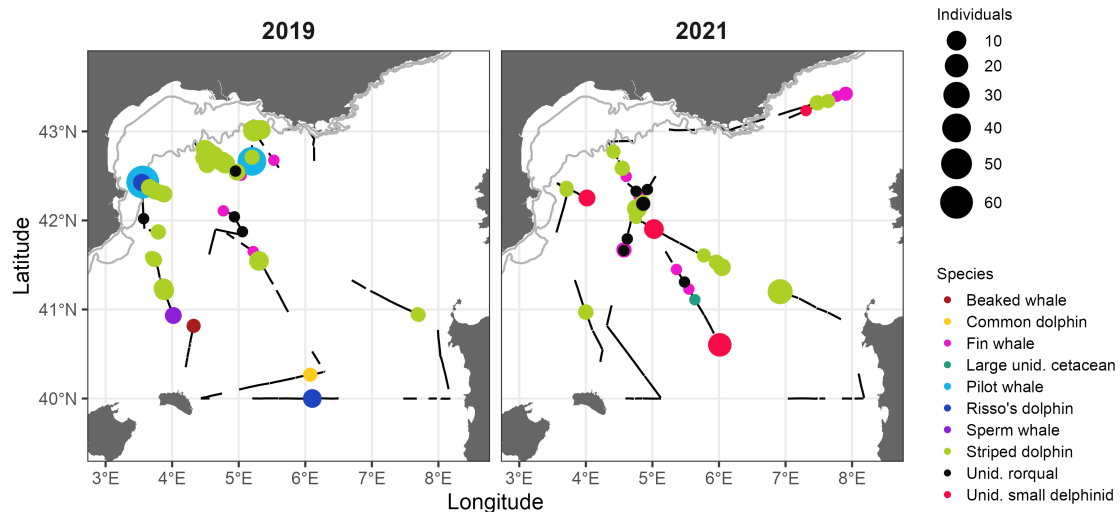 2019
2021
43°N
42°N
41°N
40°N
Latitude
3°E 4°E 5°E 6°E 7°E 8°E
3°E 4°E 5°E 6°E 7°E 8°E
Longitude
Individuals
10
20
30
40
50
60
Species
Beaked whale
Common dolphin
Fin whale
Large unid. cetacean
Pilot whale
Risso's dolphin
Sperm whale
Striped dolphin
Unid. rorqual
Unid. small delphinid